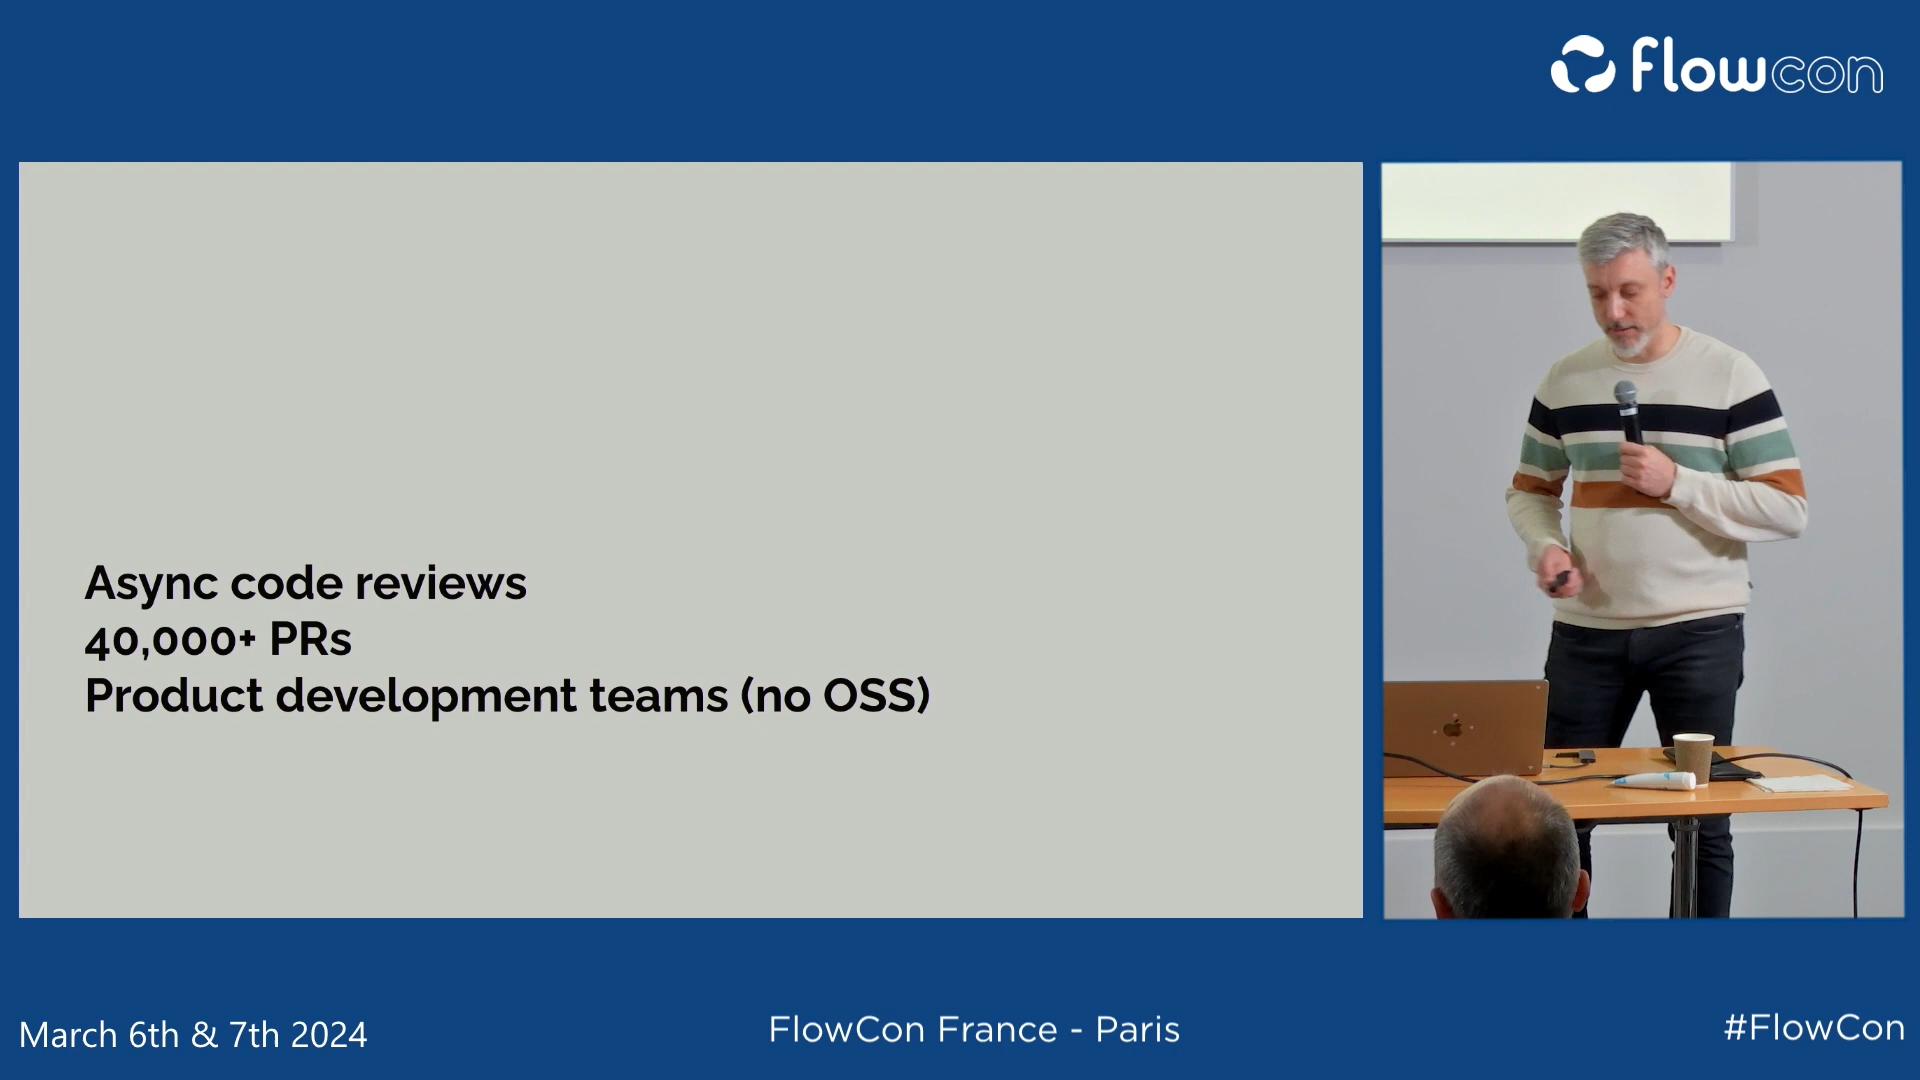 flowcon
Async code reviews
40,000+ PRs
Product development teams (no OSS)
March 6th & 7th 2024
FlowCon France - Paris
#FlowCon